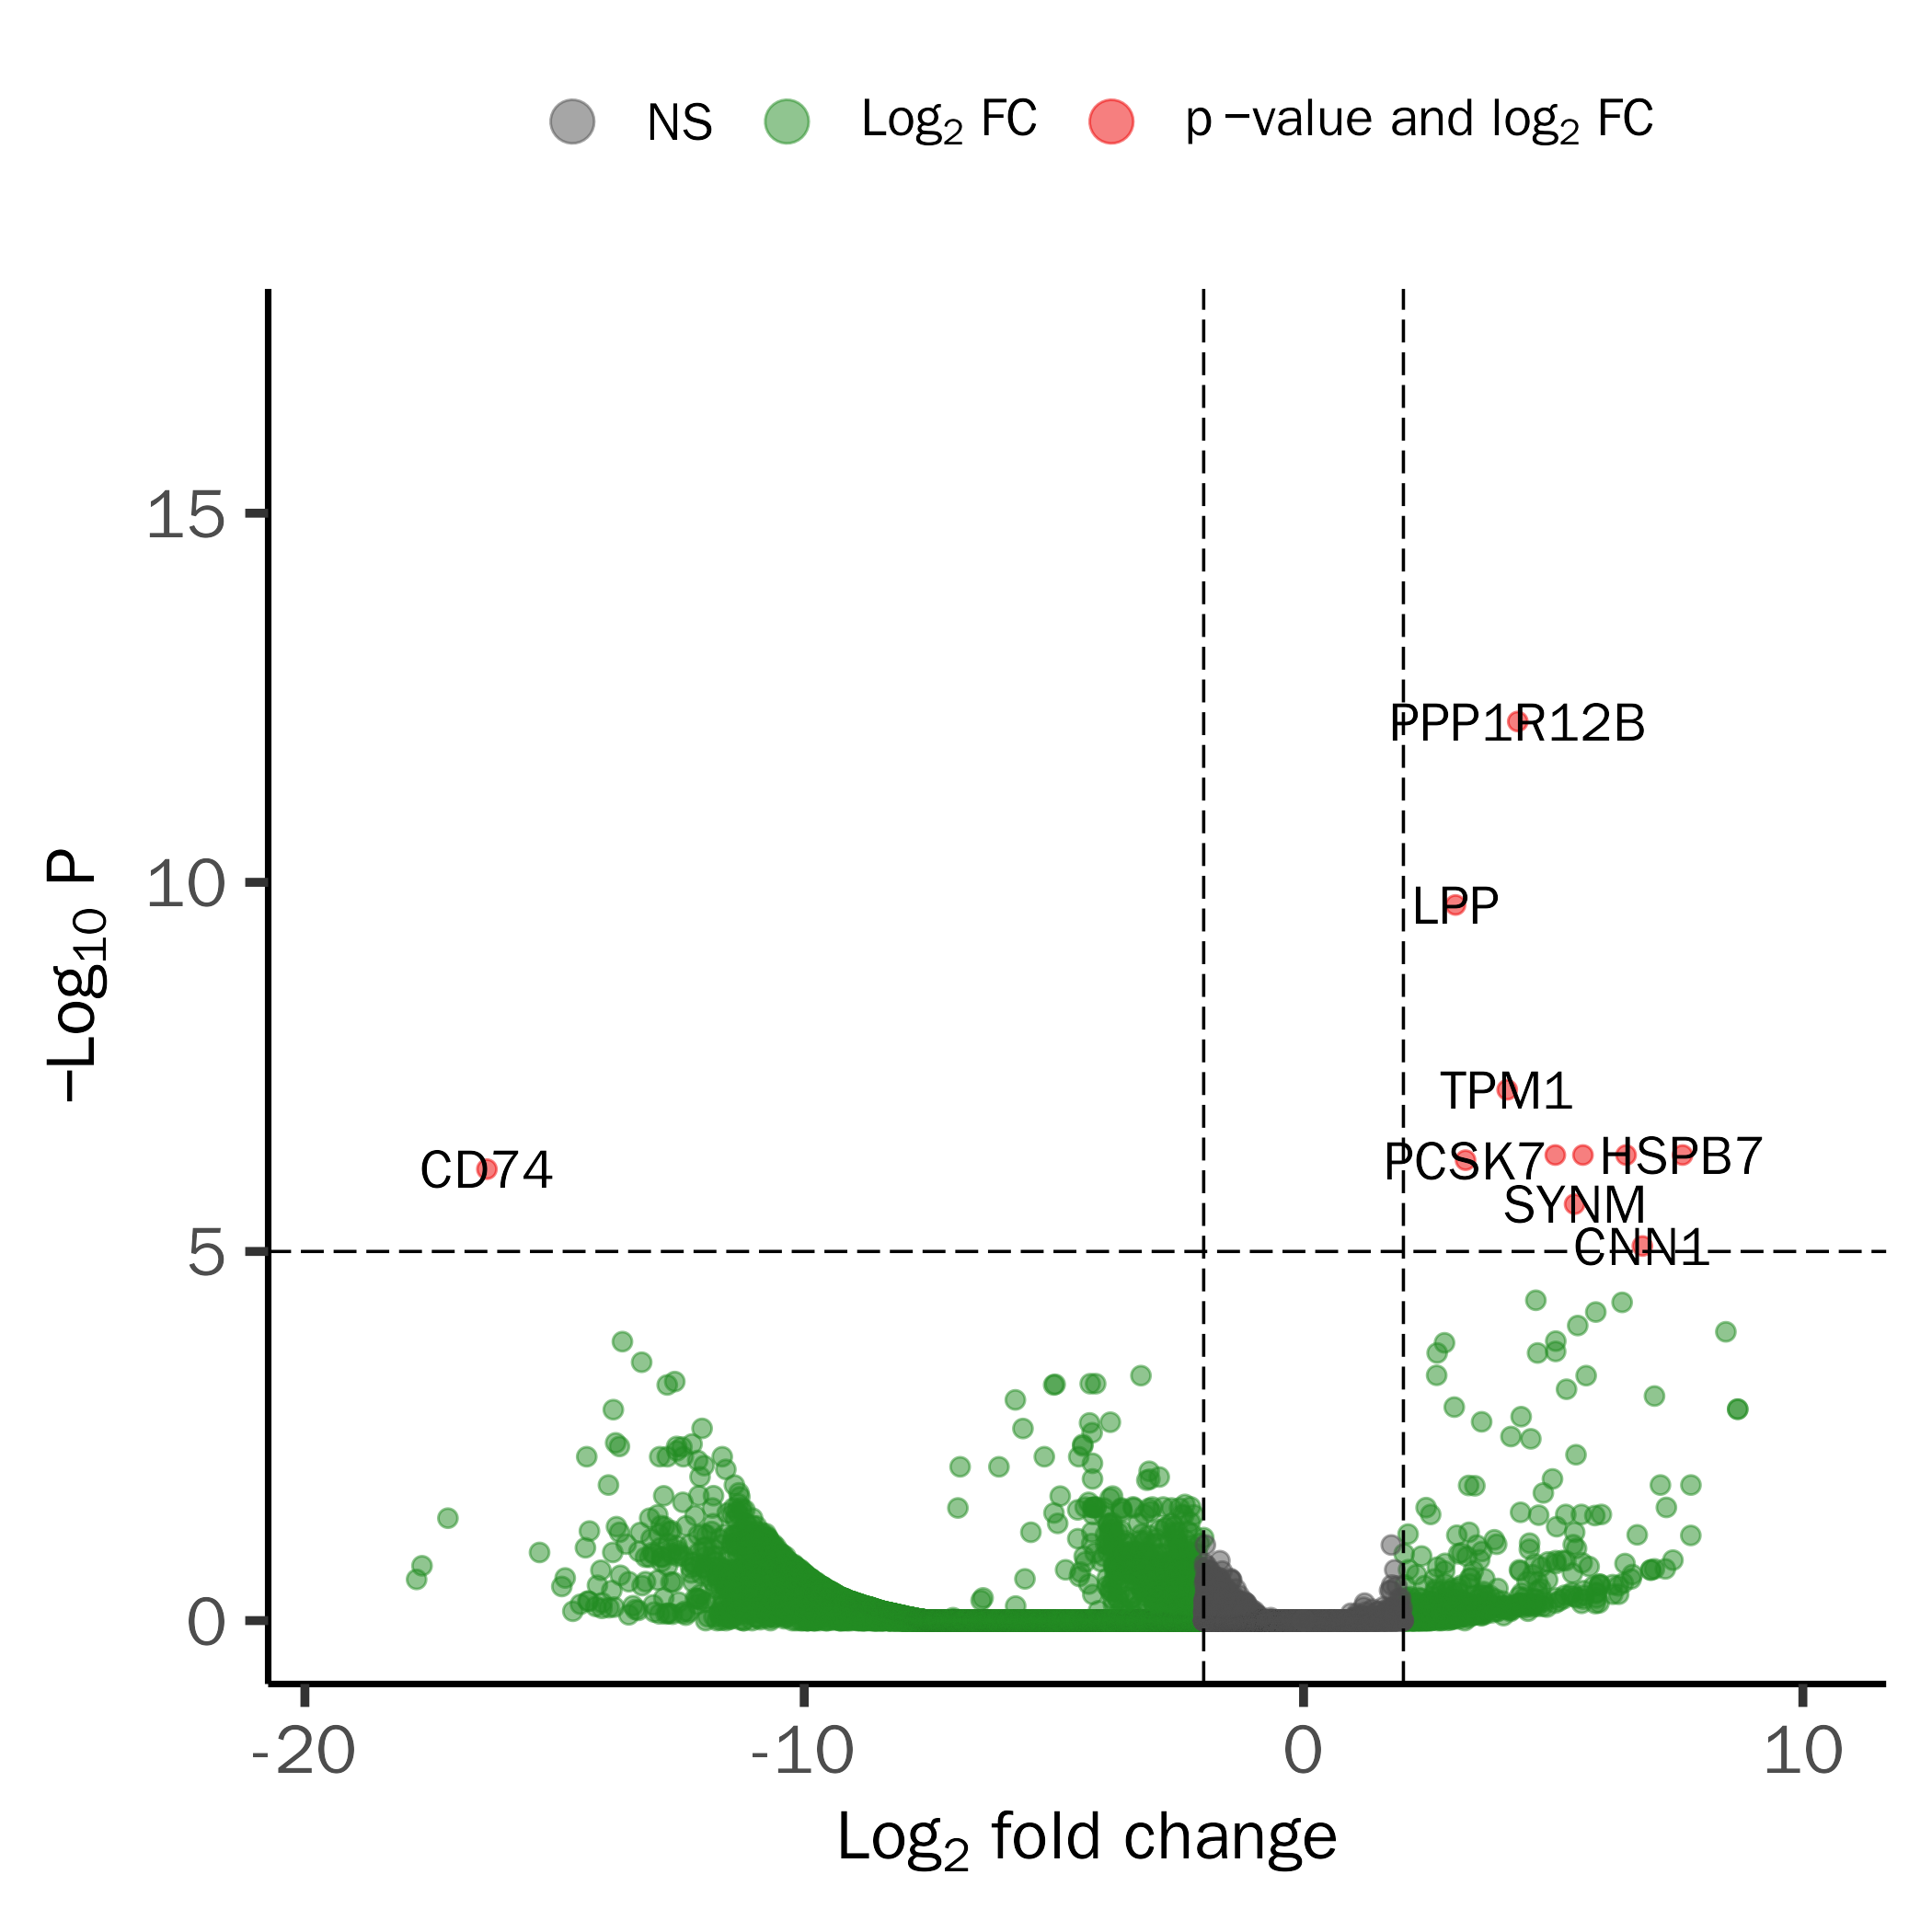 NS Log₂ FC p −value and log₂ FC
15
10
5
0
−Log₁₀ P
PPP1R12B
LPP
TPM1
CD74
PCSK7
HSPB7
SYNM
CNN1
-20 -10 0 10
Log₂ fold change